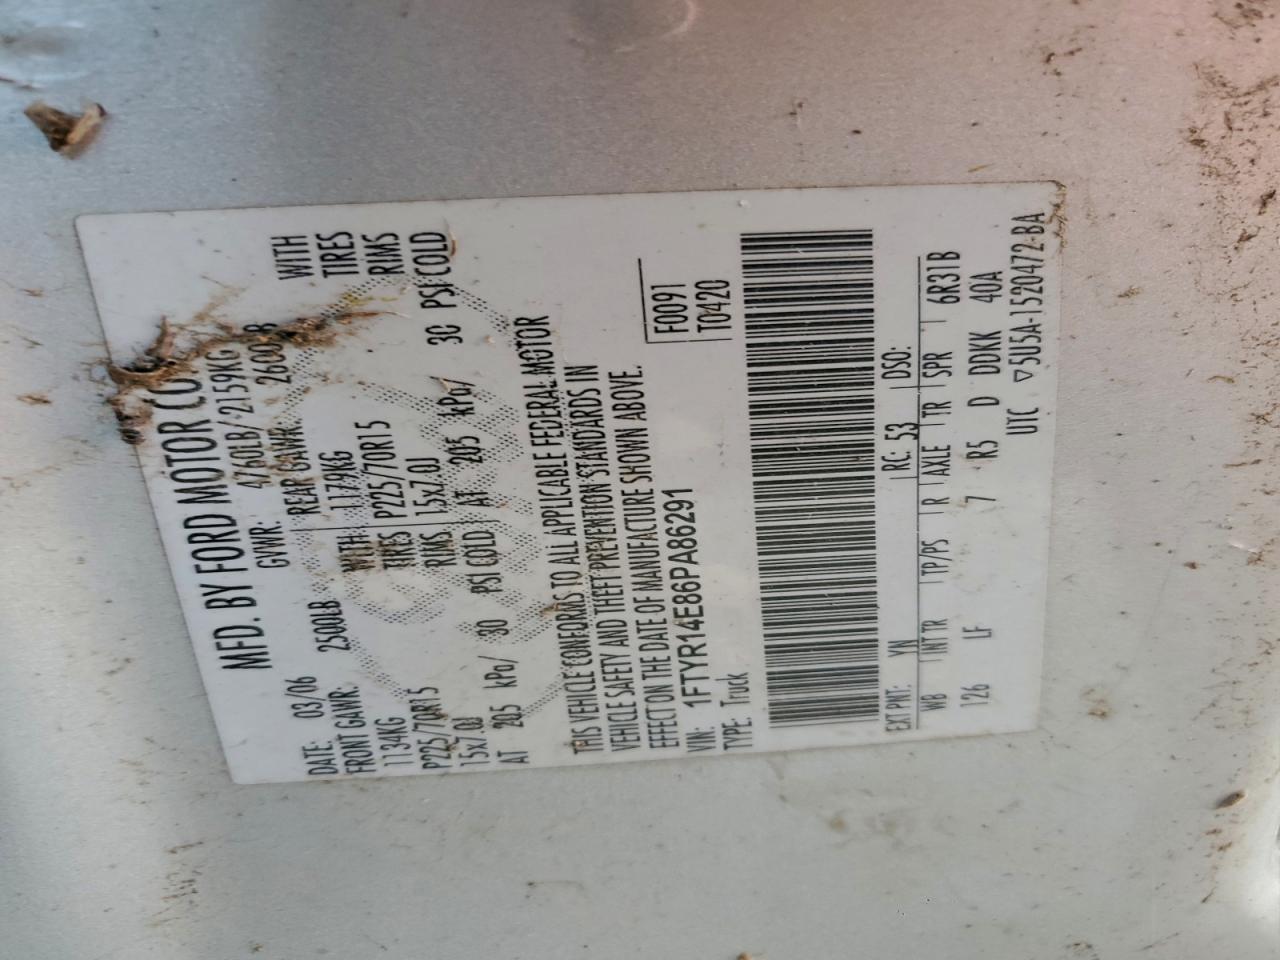 MFD. BY FORD MOTOR CO.
DATE: 03/06 GVWR: 4760LB/ 2159KG
FRONT GAWR: 2500LB REAR GAWR: 2600LB
1134KG WITH 1179KG WITH
P225/70R15 TIRES P225/70R15 TIRES
15x7.0J RIMS 15x7.0J RIMS
AT 205 kPa/ 30 PSI COLD AT 205 kPa/ 30 PSI COLD
THIS VEHICLE CONFORMS TO ALL APPLICABLE FEDERAL MOTOR
VEHICLE SAFETY AND THEFT PREVENTION STANDARDS IN
EFFECT ON THE DATE OF MANUFACTURE SHOWN ABOVE.
VIN: 1FTYR14E86PA86291 F0091
TYPE: Truck T0420
EXT PNT: YN RC: 53 DSO:
WB INT TR TP/PS R AXLE TR SPR 6R31B
126 LF 7 R5 D DDKK 40A
UTC ▽5U5A-1520472-BA